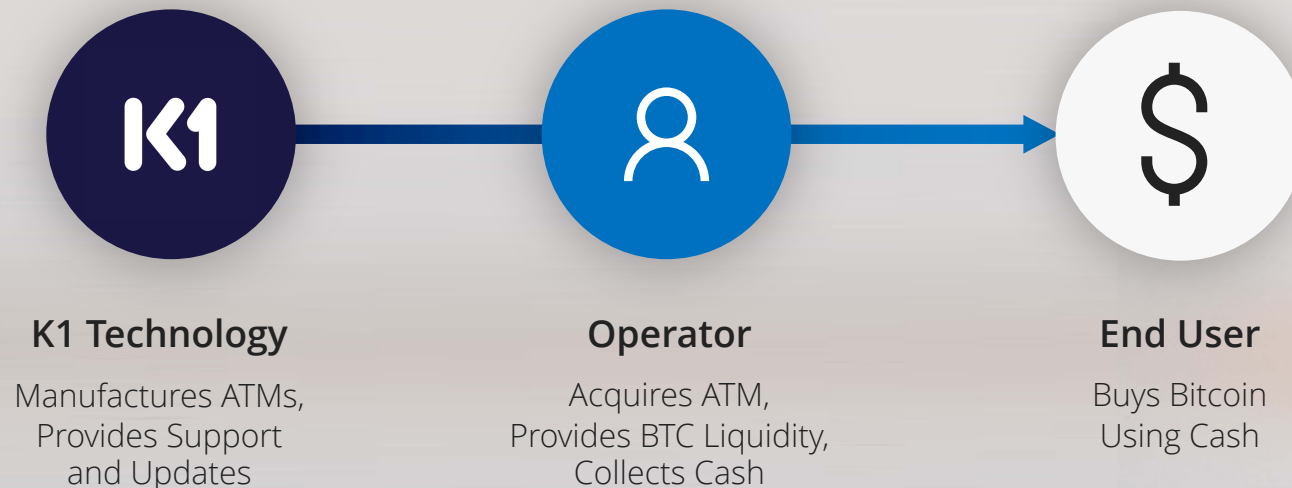 K1
K1 Technology
Manufactures ATMs,
Provides Support
and Updates
Operator
Acquires ATM,
Provides BTC Liquidity,
Collects Cash
$
End User
Buys Bitcoin
Using Cash